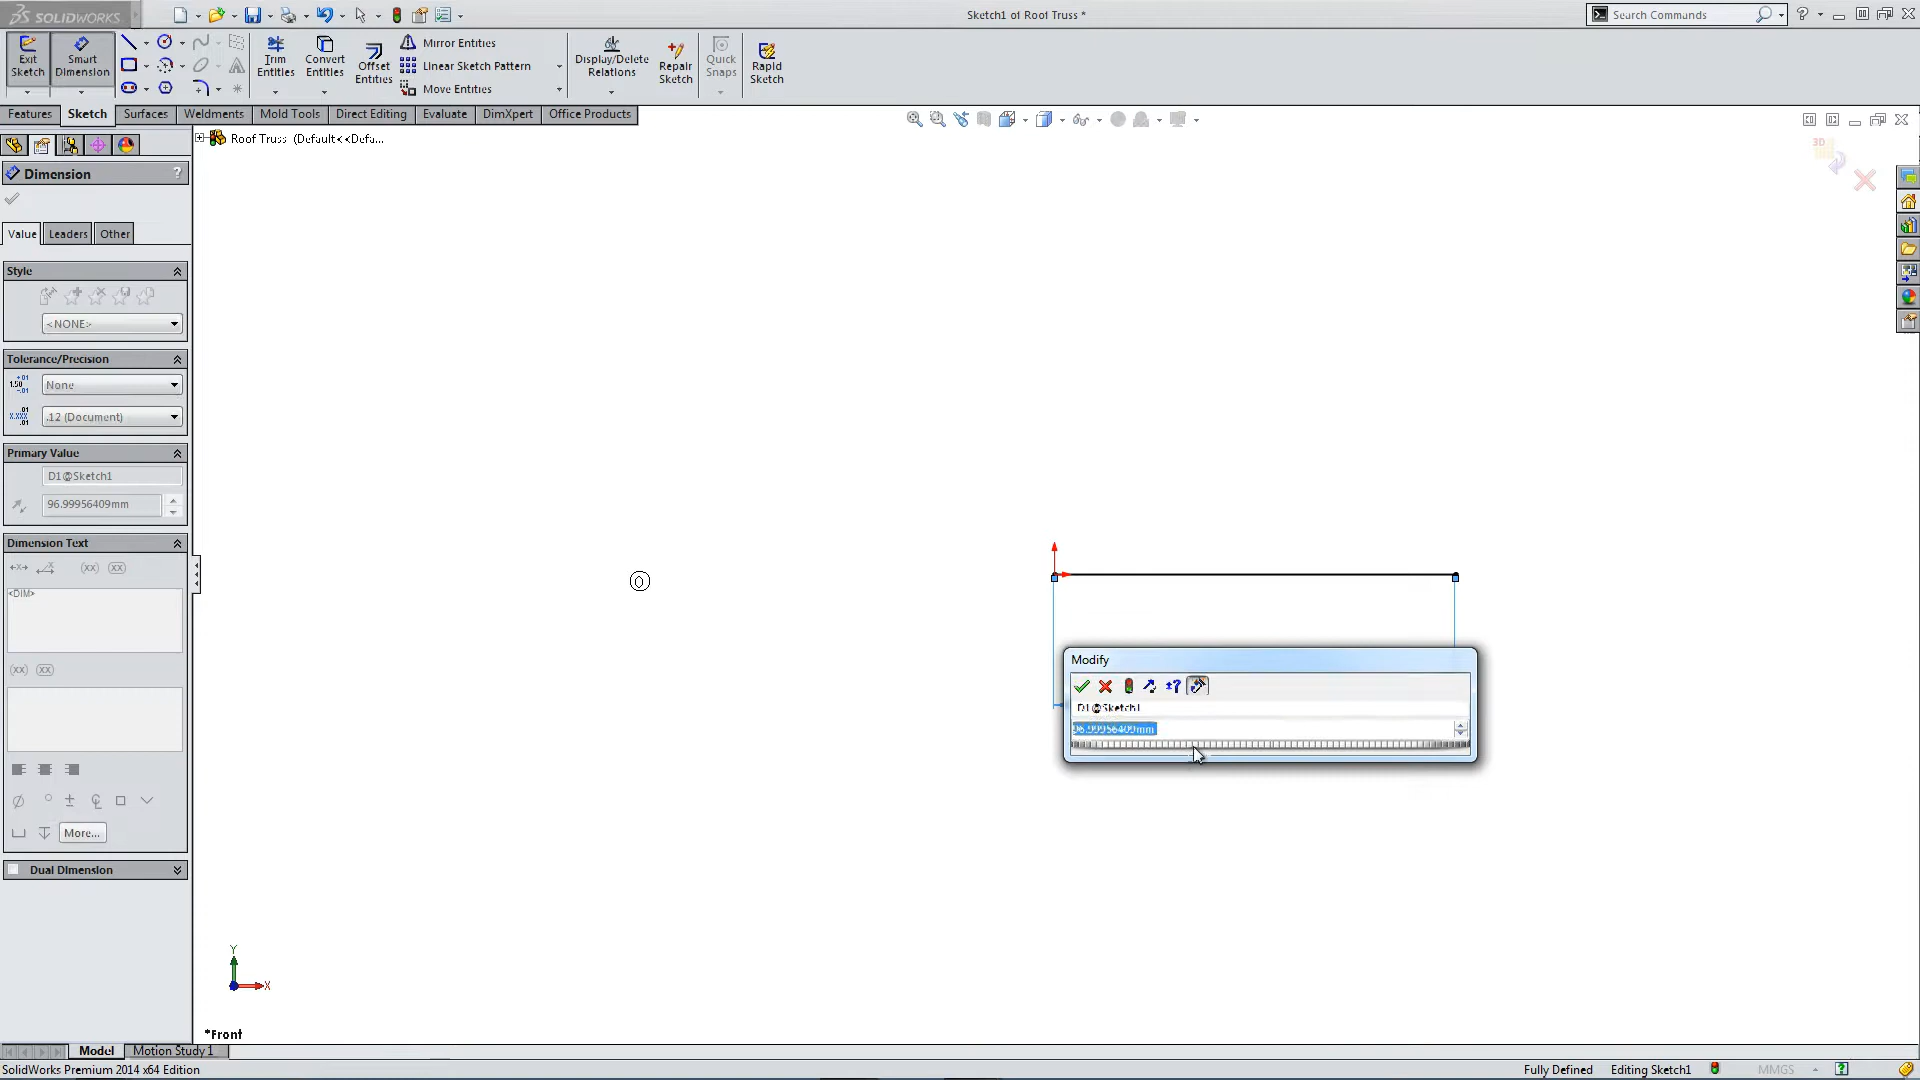 SOLIDWORKS
Sketch1 of Roof Truss *
Search Commands
Exit Sketch
Smart Dimension
Trim Entities
Convert Entities
Offset Entities
Mirror Entities
Linear Sketch Pattern
Move Entities
Display/Delete Relations
Repair Sketch
Quick Snaps
Rapid Sketch
Features
Sketch
Surfaces
Weldments
Mold Tools
Direct Editing
Evaluate
DimXpert
Office Products
Roof Truss (Default<<Defa...
3D
Dimension
?
Value
Leaders
Other
Style
<NONE>
Tolerance/Precision
None
.12 (Document)
Primary Value
D1@Sketch1
96.99956409mm
Dimension Text
(xx)
<DIM>
(xx)
More...
Dual Dimension
Modify
D1@Sketch1
96.99956409mm
Y
X
*Front
Model
Motion Study 1
SolidWorks Premium 2014 x64 Edition
Fully Defined
Editing Sketch1
MMGS